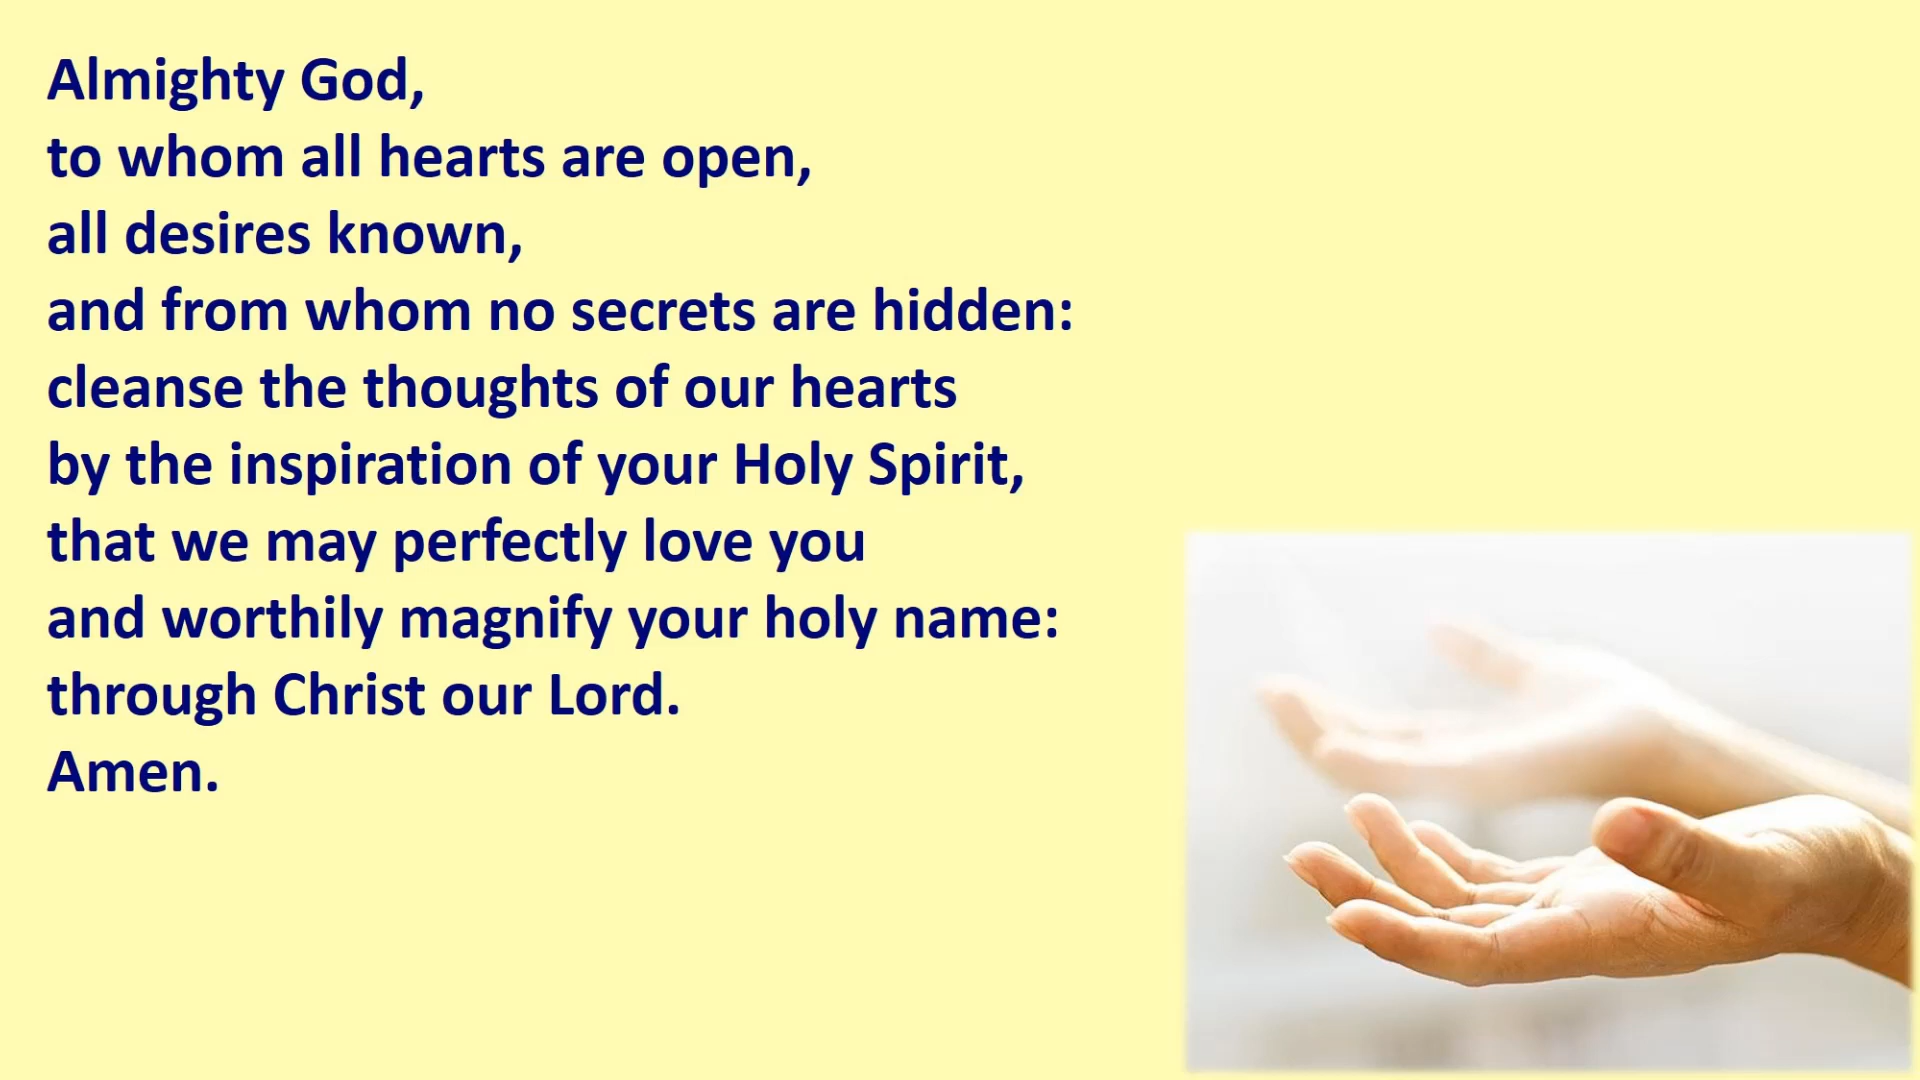 Almighty God,
to whom all hearts are open,
all desires known,
and from whom no secrets are hidden:
cleanse the thoughts of our hearts
by the inspiration of your Holy Spirit,
that we may perfectly love you
and worthily magnify your holy name:
through Christ our Lord.
Amen.